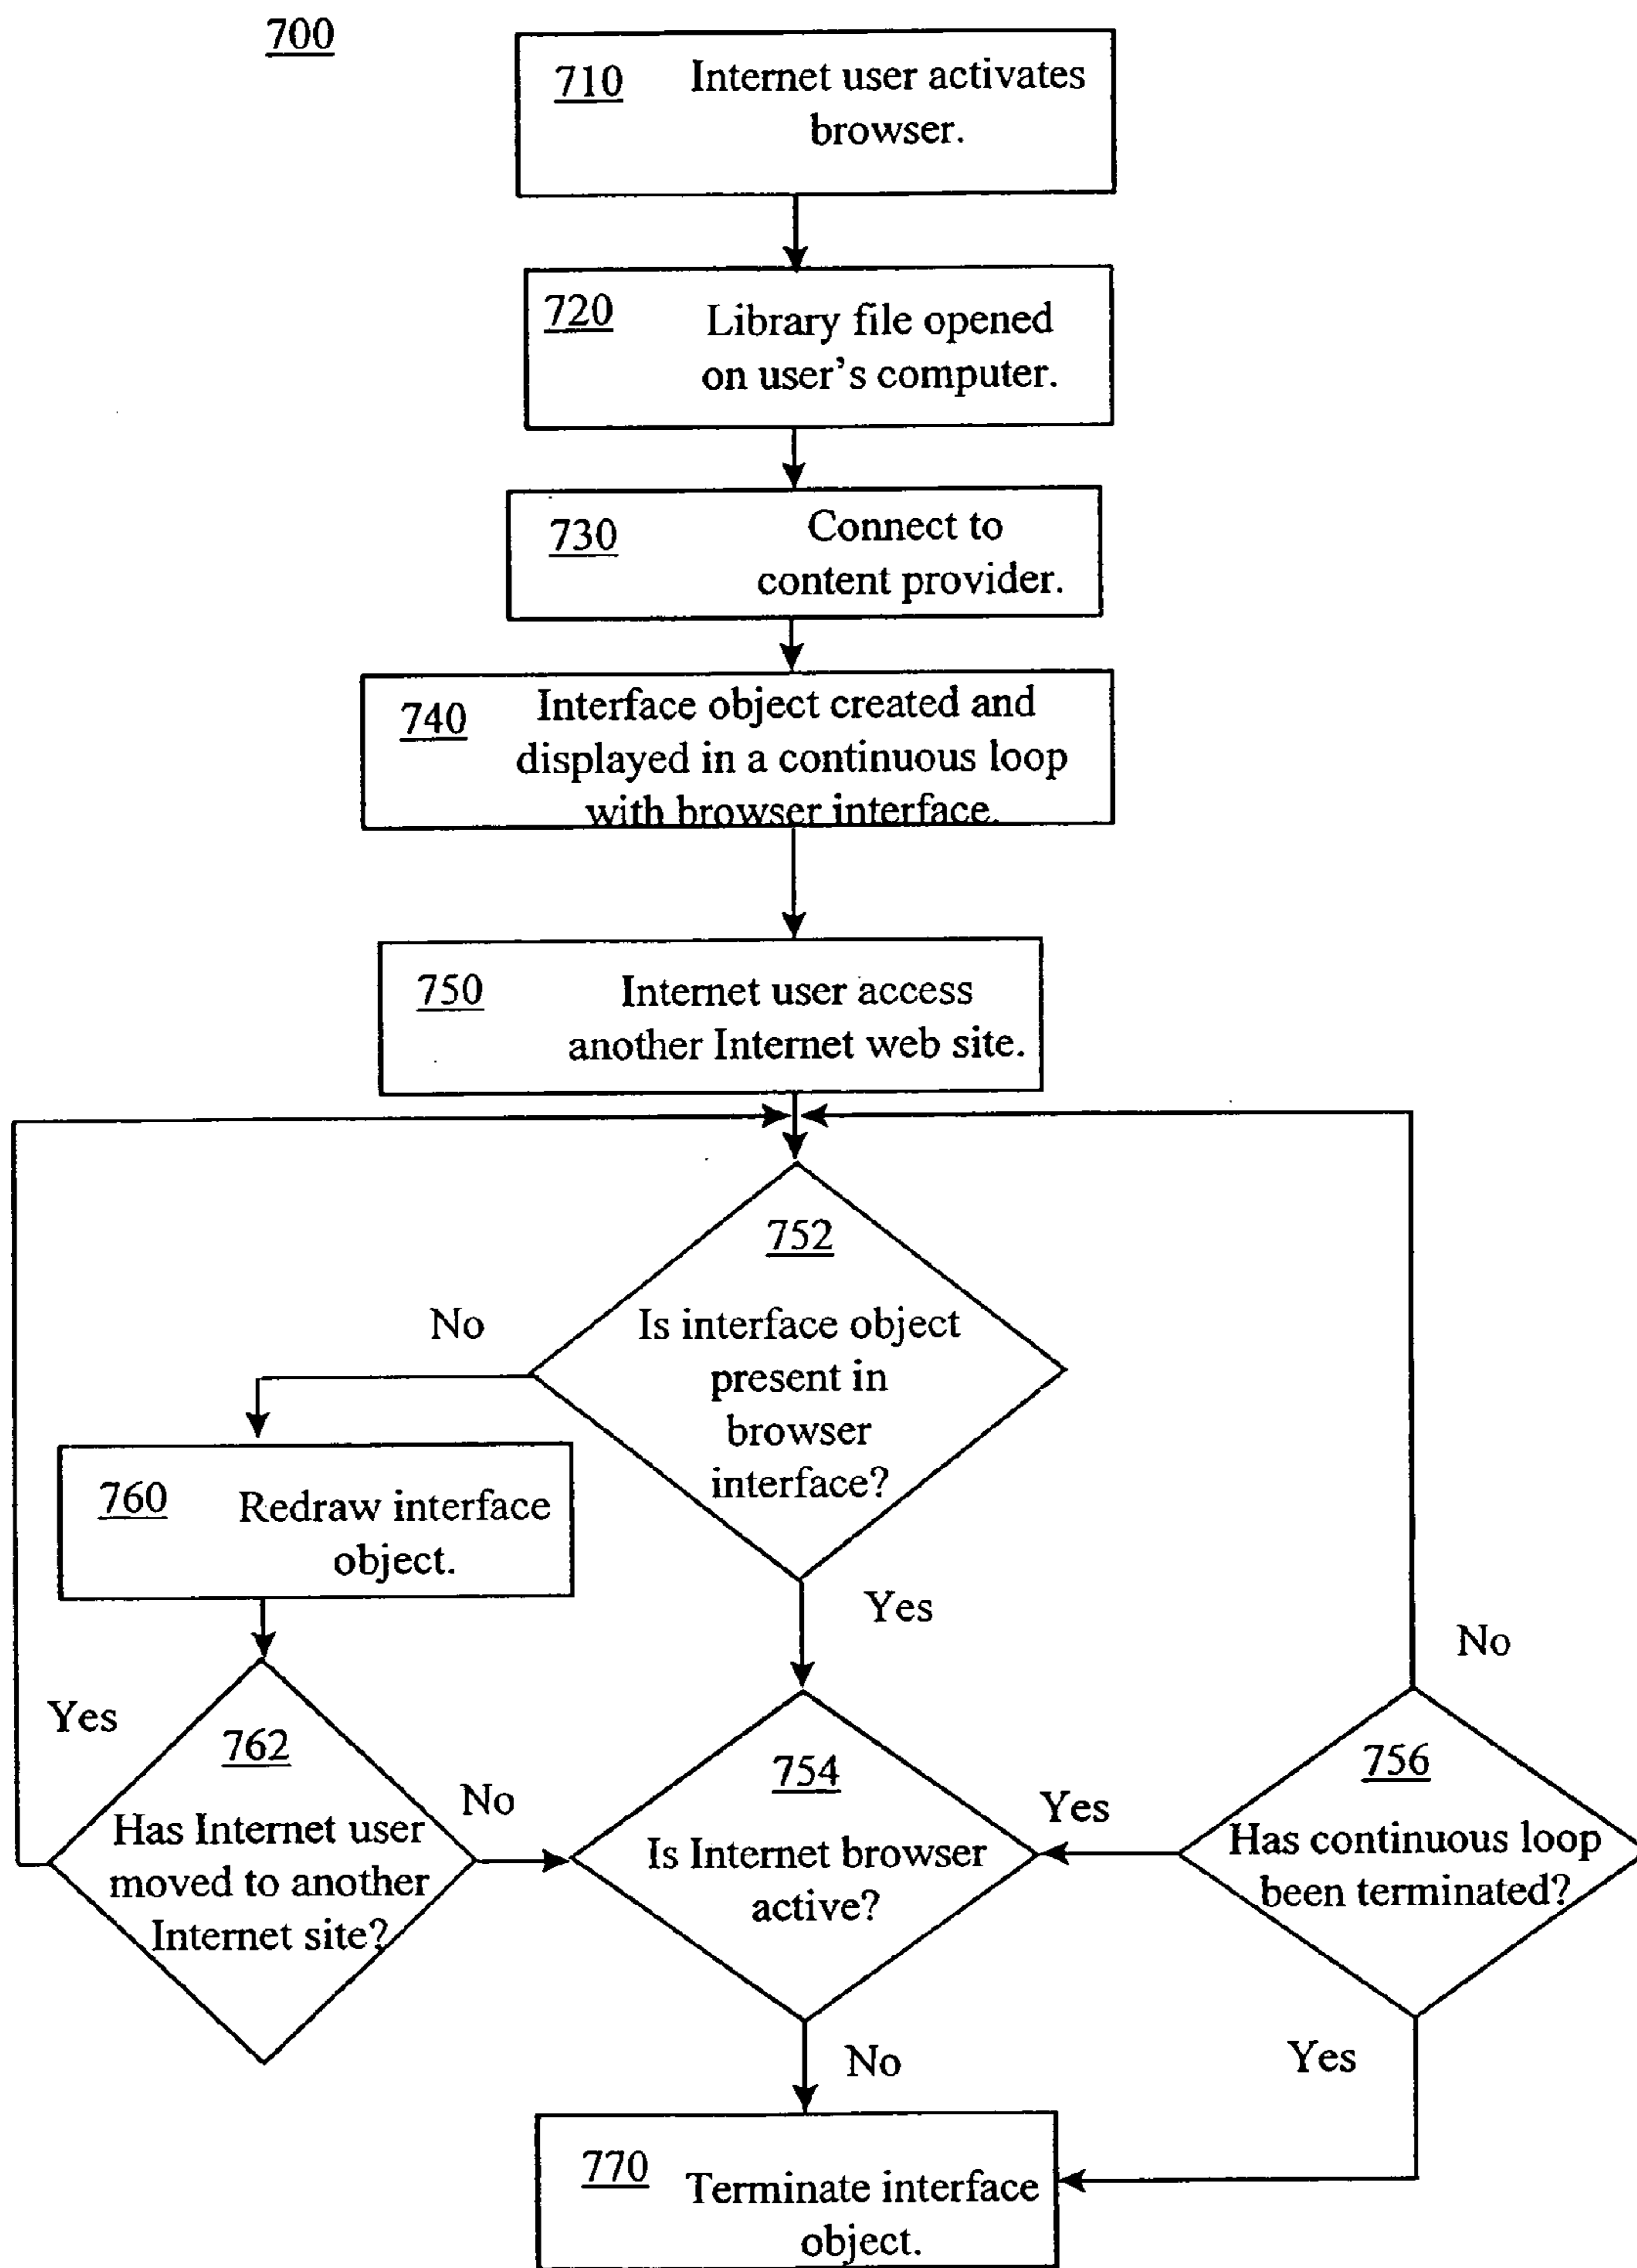 700
710 Internet user activates
browser.
720 Library file opened
on user's computer.
730 Connect to
content provider.
740 Interface object created and
displayed in a continuous loop
with browser interface.
750 Internet user access
another Internet web site.
752
Is interface object
present in
browser
interface?
No
Yes
760 Redraw interface
object.
762
Has Internet user
moved to another
Internet site?
Yes
No
754
Is Internet browser
active?
Yes
No
756
Has continuous loop
been terminated?
No
Yes
770 Terminate interface
object.